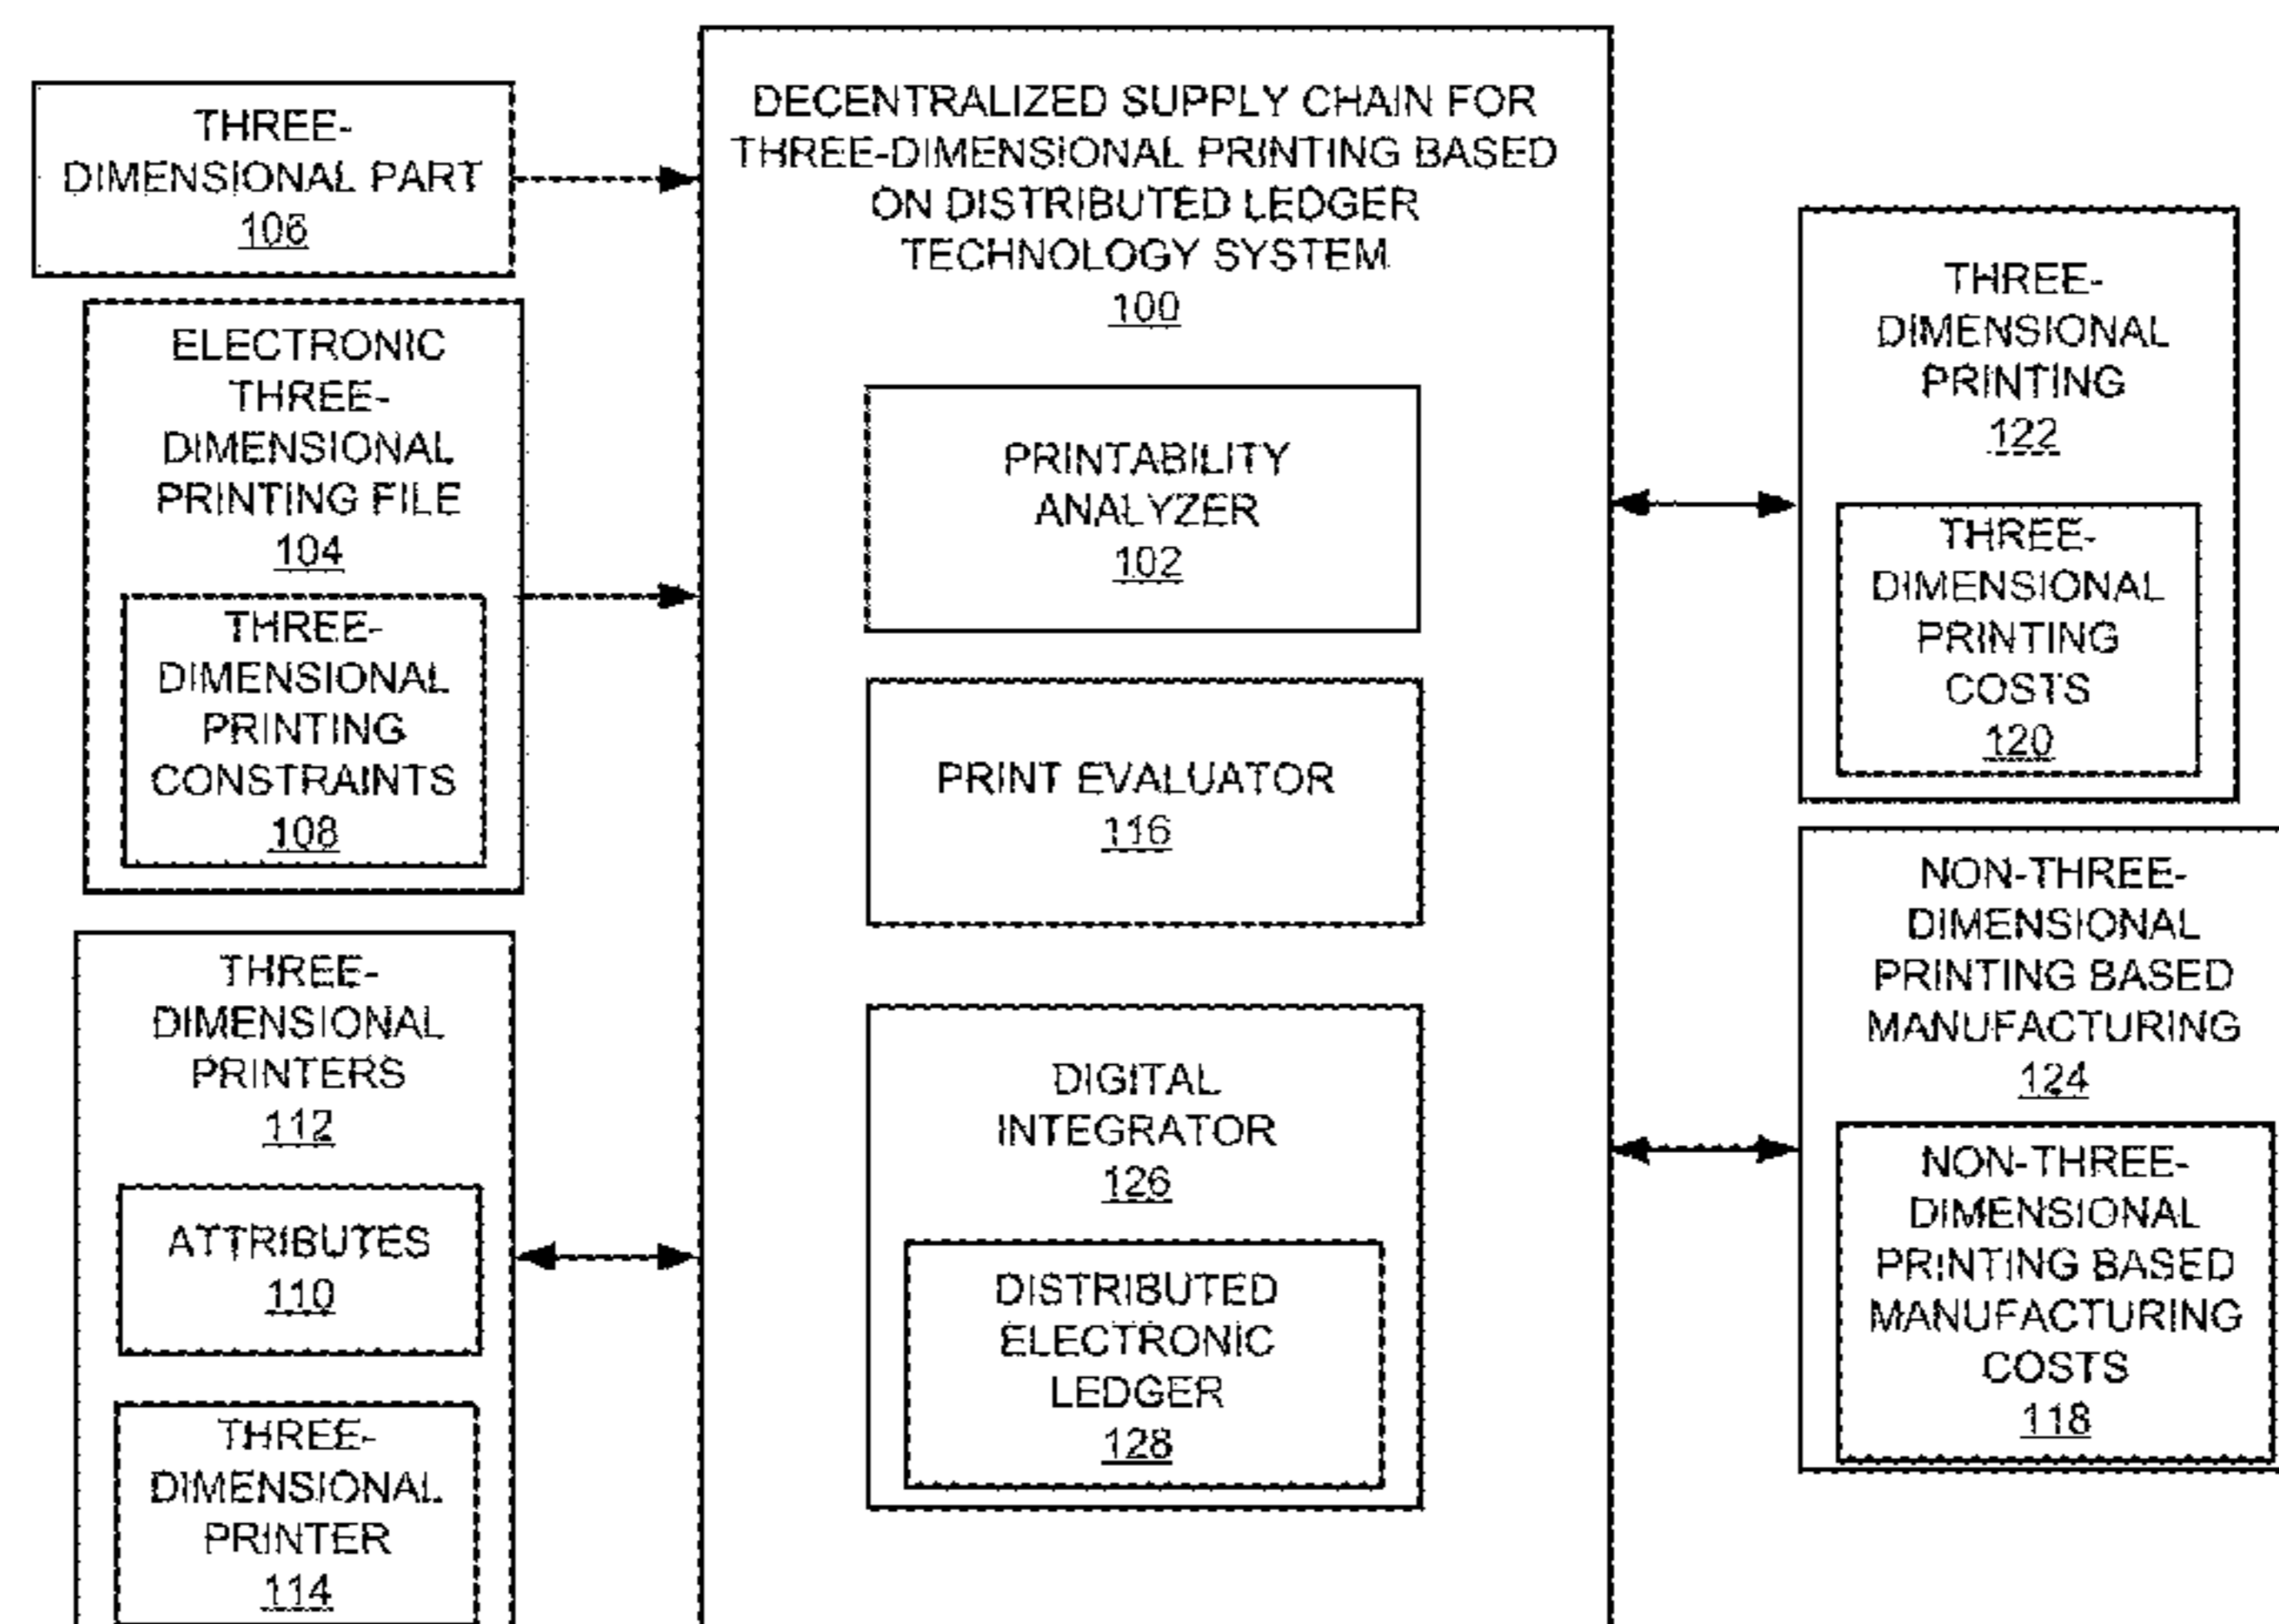 THREE-
DIMENSIONAL PART
106
ELECTRONIC
THREE-
DIMENSIONAL
PRINTING FILE
104
THREE-
DIMENSIONAL
PRINTING
CONSTRAINTS
108
THREE-
DIMENSIONAL
PRINTERS
112
ATTRIBUTES
110
THREE-
DIMENSIONAL
PRINTER
114
DECENTRALIZED SUPPLY CHAIN FOR
THREE-DIMENSIONAL PRINTING BASED
ON DISTRIBUTED LEDGER
TECHNOLOGY SYSTEM
100
PRINTABILITY
ANALYZER
102
PRINT EVALUATOR
116
DIGITAL
INTEGRATOR
126
DISTRIBUTED
ELECTRONIC
LEDGER
128
THREE-
DIMENSIONAL
PRINTING
122
THREE-
DIMENSIONAL
PRINTING
COSTS
120
NON-THREE-
DIMENSIONAL
PRINTING BASED
MANUFACTURING
124
NON-THREE-
DIMENSIONAL
PRINTING BASED
MANUFACTURING
COSTS
118